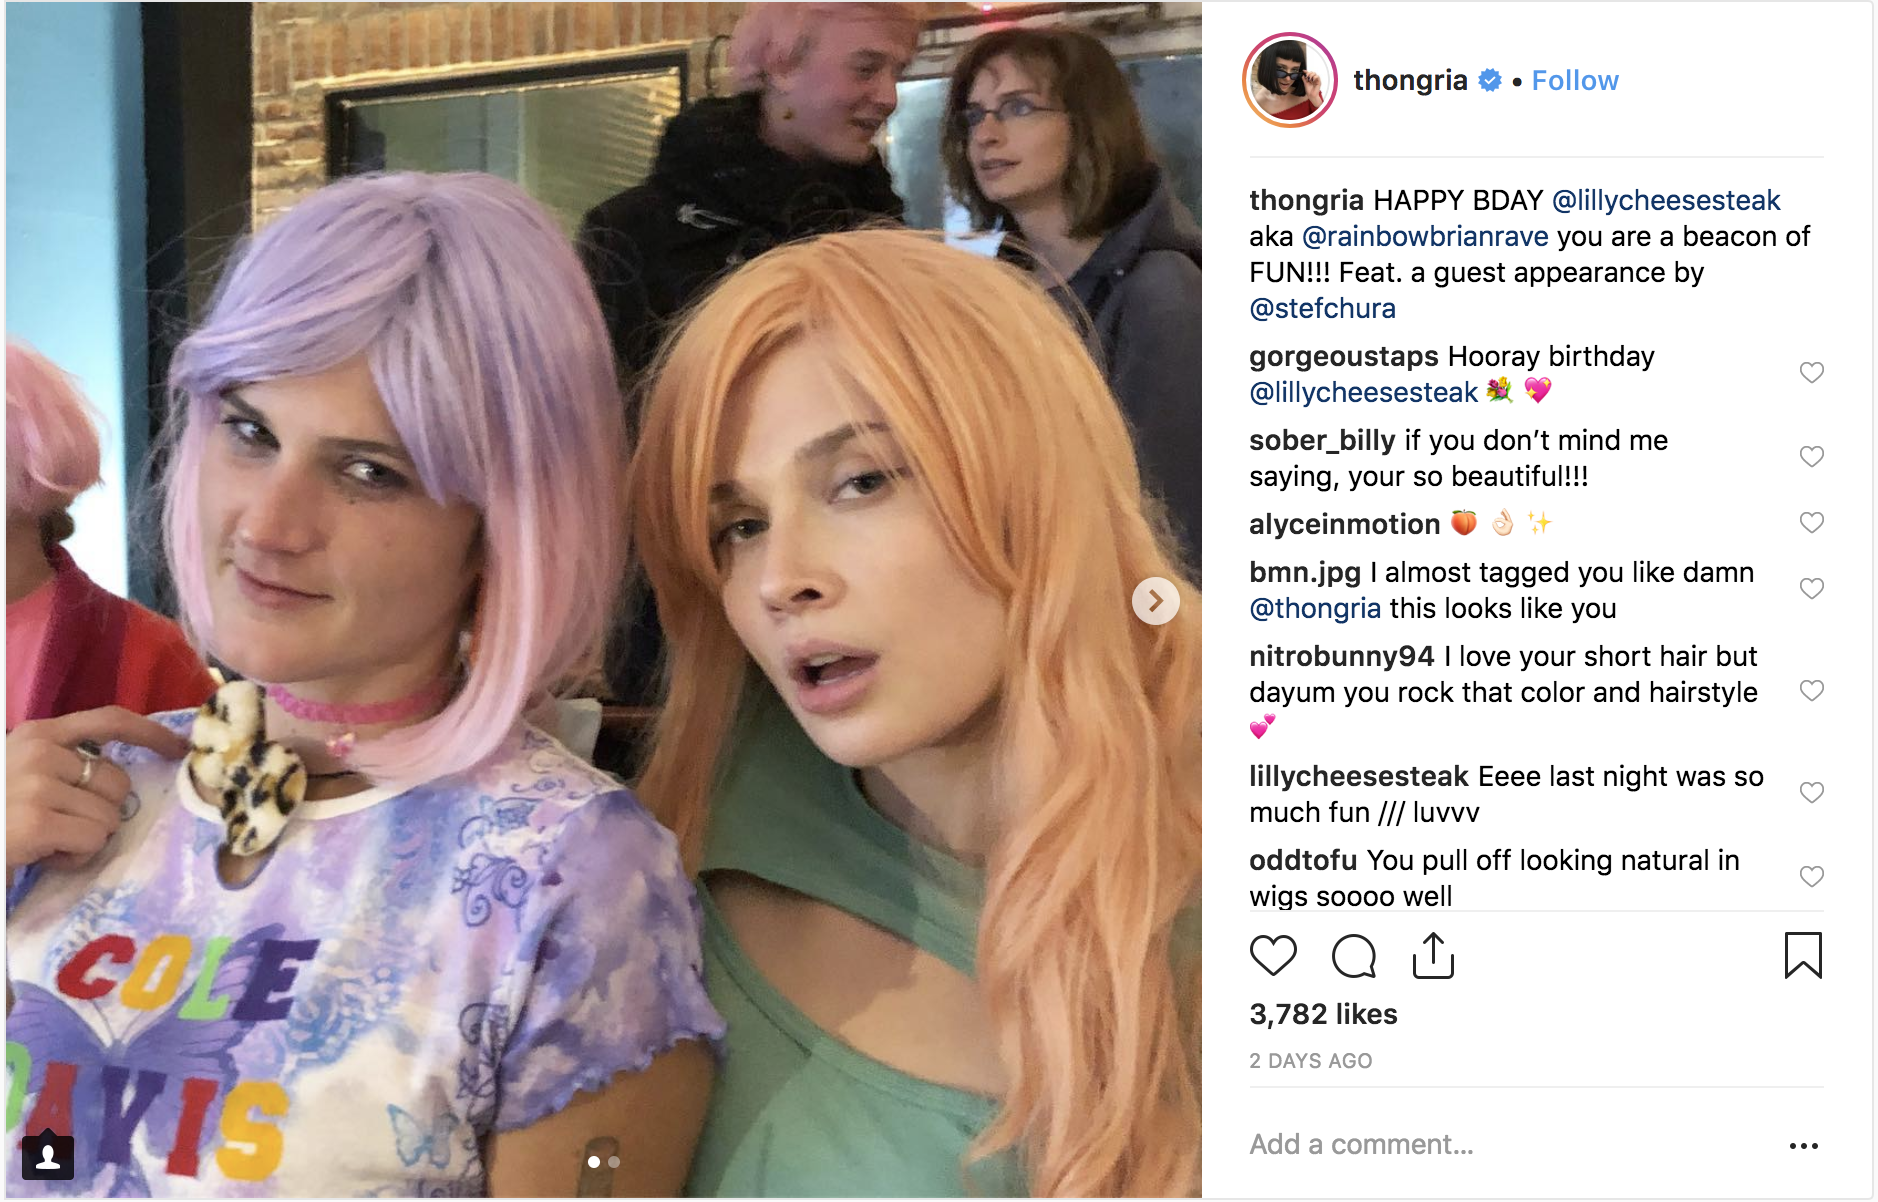 thongria • Follow
thongria HAPPY BDAY @lillycheesesteak
aka @rainbowbrianrave you are a beacon of
FUN!!! Feat. a guest appearance by
@stefchura
gorgeoustaps Hooray birthday
@lillycheesesteak 💐 💖
sober_billy if you don’t mind me
saying, your so beautiful!!!
alyceinmotion 🍑 👌🏻 ✨
bmn.jpg I almost tagged you like damn
@thongria this looks like you
nitrobunny94 I love your short hair but
dayum you rock that color and hairstyle
💕
lillycheesesteak Eeee last night was so
much fun /// luvvv
oddtofu You pull off looking natural in
wigs soooo well
3,782 likes
2 DAYS AGO
Add a comment...
COLE
DAVIS